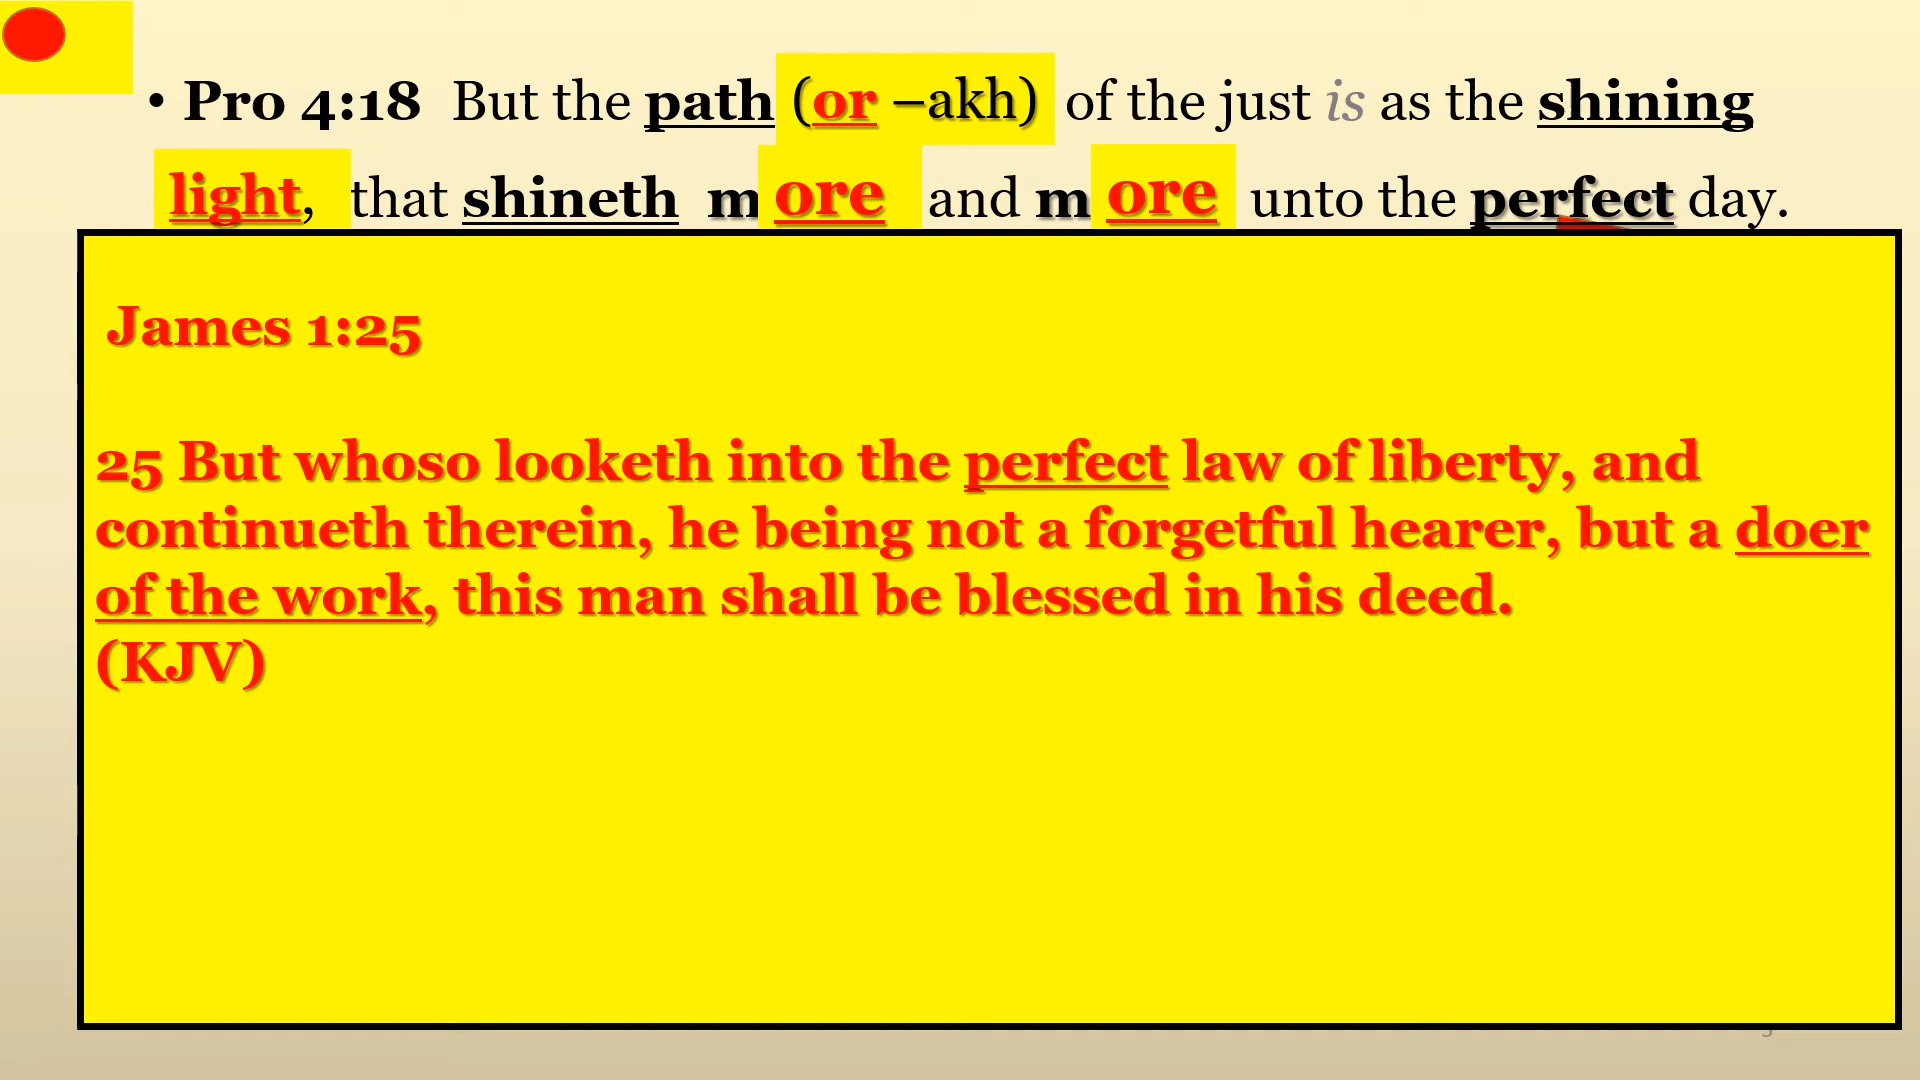 • Pro 4:18 But the path (or –akh) of the just is as the shining
light, that shineth more and more unto the perfect day.
James 1:25
25 But whoso looketh into the perfect law of liberty, and
continueth therein, he being not a forgetful hearer, but a doer
of the work, this man shall be blessed in his deed.
(KJV)